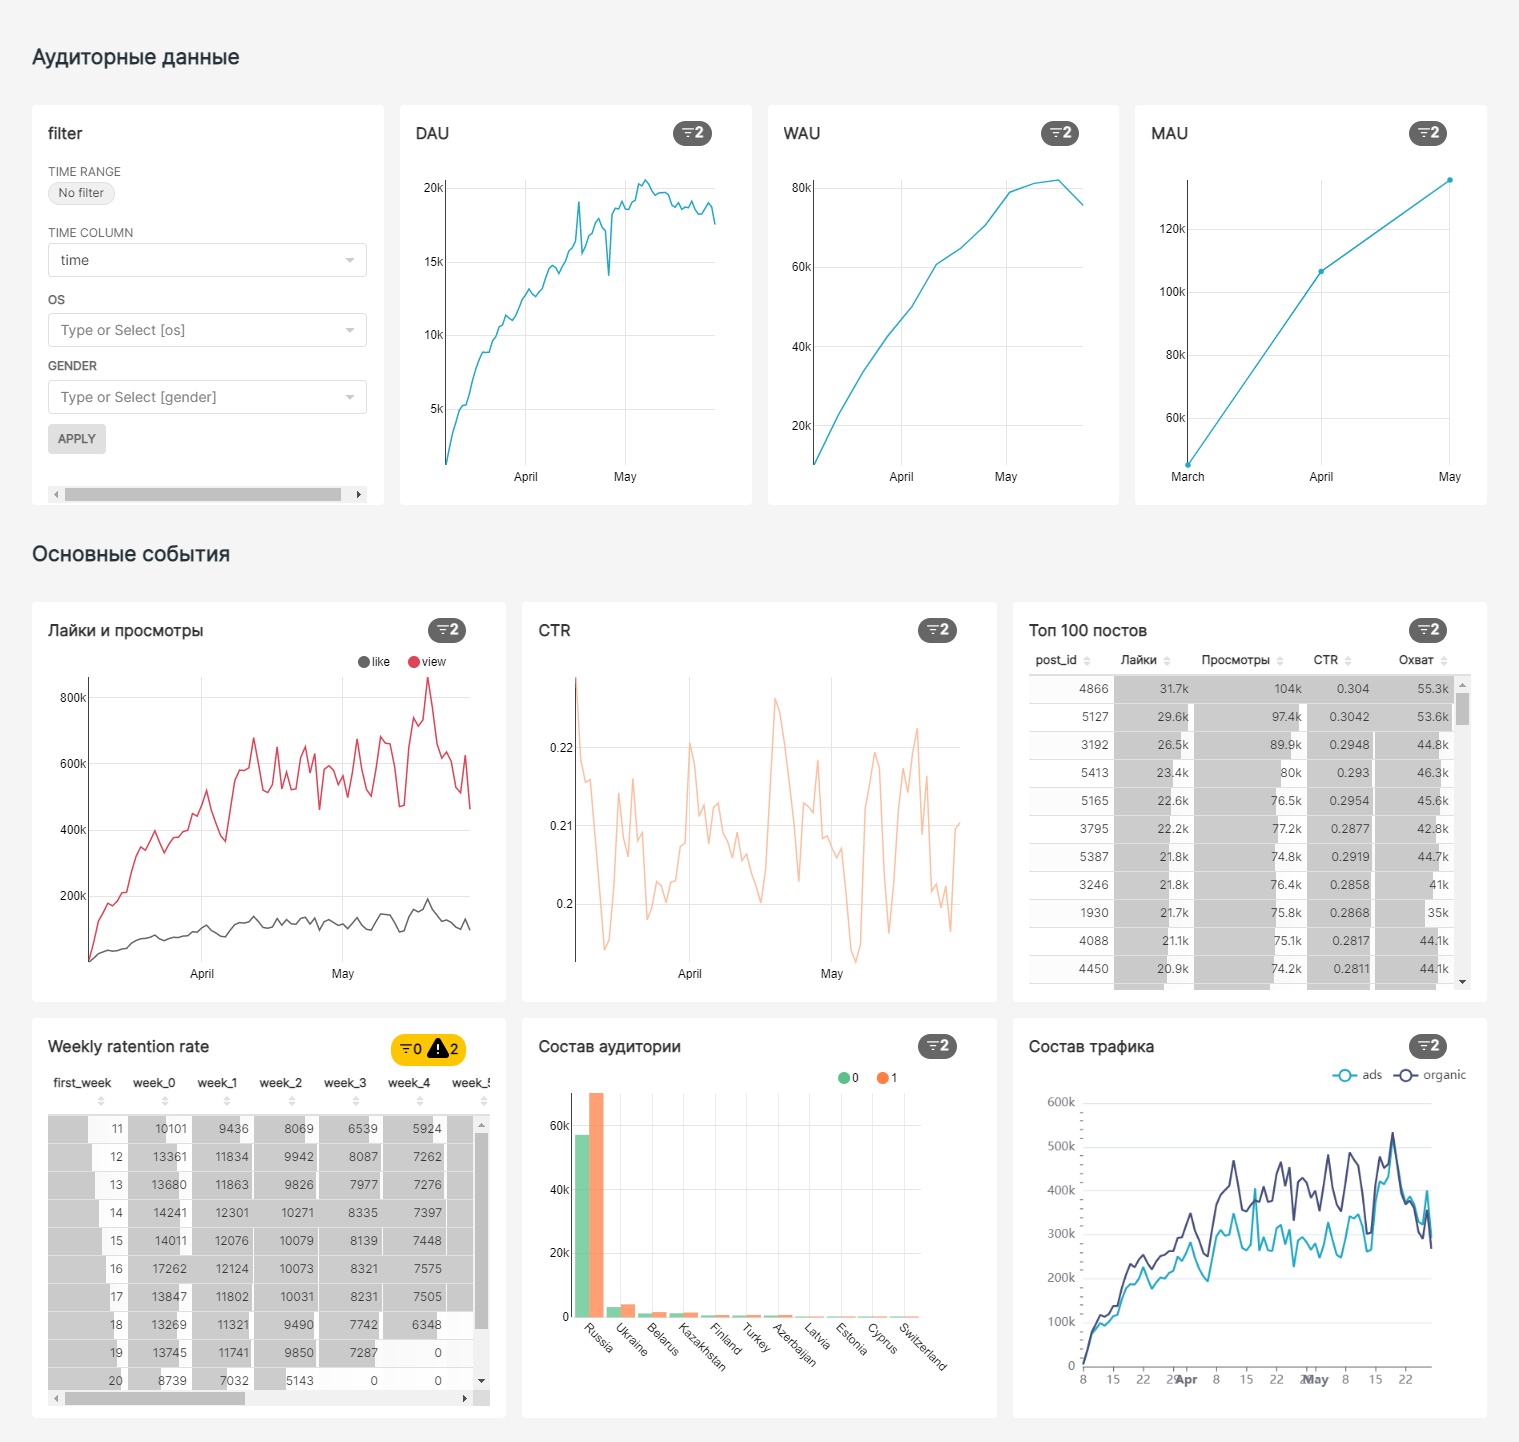 Аудиторные данные
filter
TIME RANGE
No filter
TIME COLUMN
time
OS
Type or Select [os]
GENDER
Type or Select [gender]
APPLY
DAU
2
20k
15k
10k
5k
April May
WAU
2
80k
60k
40k
20k
April May
MAU
2
120k
100k
80k
60k
March April May
Основные события
Лайки и просмотры
2
like view
800k
600k
400k
200k
April May
CTR
2
0.22
0.21
0.2
April May
Топ 100 постов
2
post_id Лайки Просмотры CTR Охват
4866 31.7k 104k 0.304 55.3k
5127 29.6k 97.4k 0.3042 53.6k
3192 26.5k 89.9k 0.2948 44.8k
5413 23.4k 80k 0.293 46.3k
5165 22.6k 76.5k 0.2954 45.6k
3795 22.2k 77.2k 0.2877 42.8k
5387 21.8k 74.8k 0.2919 44.7k
3246 21.8k 76.4k 0.2858 41k
1930 21.7k 75.8k 0.2868 35k
4088 21.1k 75.1k 0.2817 44.1k
4450 20.9k 74.2k 0.2811 44.1k
Weekly ratention rate
0 2
first_week week_0 week_1 week_2 week_3 week_4 week_5
11 10101 9436 8069 6539 5924
12 13361 11834 9942 8087 7262
13 13680 11863 9826 7977 7276
14 14241 12301 10271 8335 7397
15 14011 12076 10079 8139 7448
16 17262 12124 10073 8321 7575
17 13847 11802 10031 8231 7505
18 13269 11321 9490 7742 6348
19 13745 11741 9850 7287 0
20 8739 7032 5143 0 0
Состав аудитории
2
0 1
60k
40k
20k
0
Russia Ukraine Belarus Kazakhstan Finland Turkey Azerbaijan Latvia Estonia Cyprus Switzerland
Состав трафика
2
ads organic
600k
500k
400k
300k
200k
100k
0
8 15 22 29 Apr 8 15 22 29 May 8 15 22